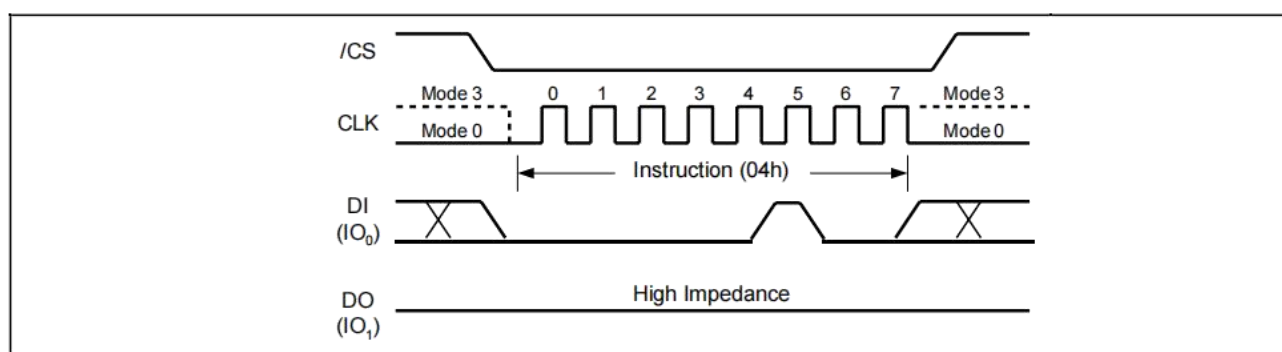 /CS
Mode 3 0 1 2 3 4 5 6 7 Mode 3
CLK
Mode 0 Mode 0
Instruction (04h)
DI
(IO₀)
High Impedance
DO
(IO₁)